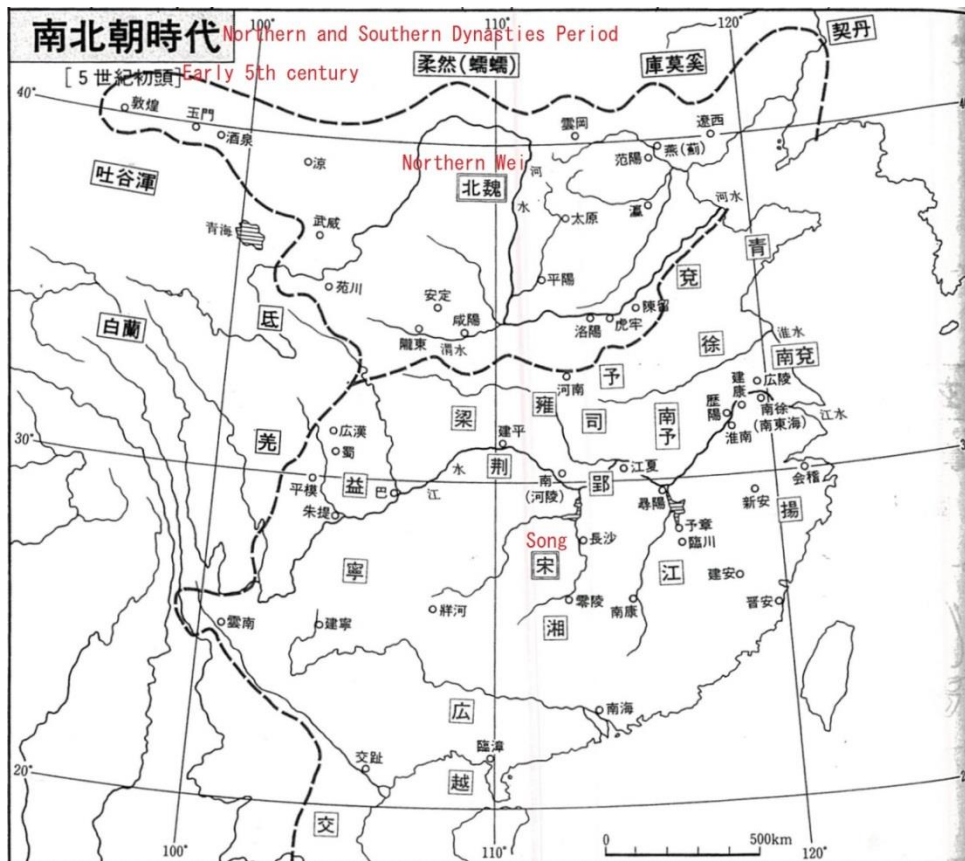 南北朝時代
Northern and Southern Dynasties Period
[5世紀初頭]
Early 5th century
100°
110°
120°
契丹
柔然(蠕蠕)
庫莫奚
40°
敦煌
玉門
酒泉
涼
雲岡
遼西
燕(薊)
范陽
Northern Wei
北魏
河
水
吐谷渾
青海
武威
太原
瀛
河水
青
兗
苑川
平陽
安定
咸陽
隴東
渭水
洛陽
虎牢
陳留
氐
白蘭
徐
淮水
南兗
河南
予
建康
広陵
歴陽
南徐
(南東海)
淮南
江水
梁
雍
司
南予
30°
羌
広漢
蜀
建平
荆
水
江
平模
益
巴
朱提
南
(河陵)
郢
江夏
尋陽
会稽
新安
揚
予章
臨川
Song
宋
長沙
寧
江
建安
牂河
零陵
南康
晋安
湘
雲南
建寧
広
南海
交趾
臨漳
越
20°
交
100°
110°
0
500km
120°